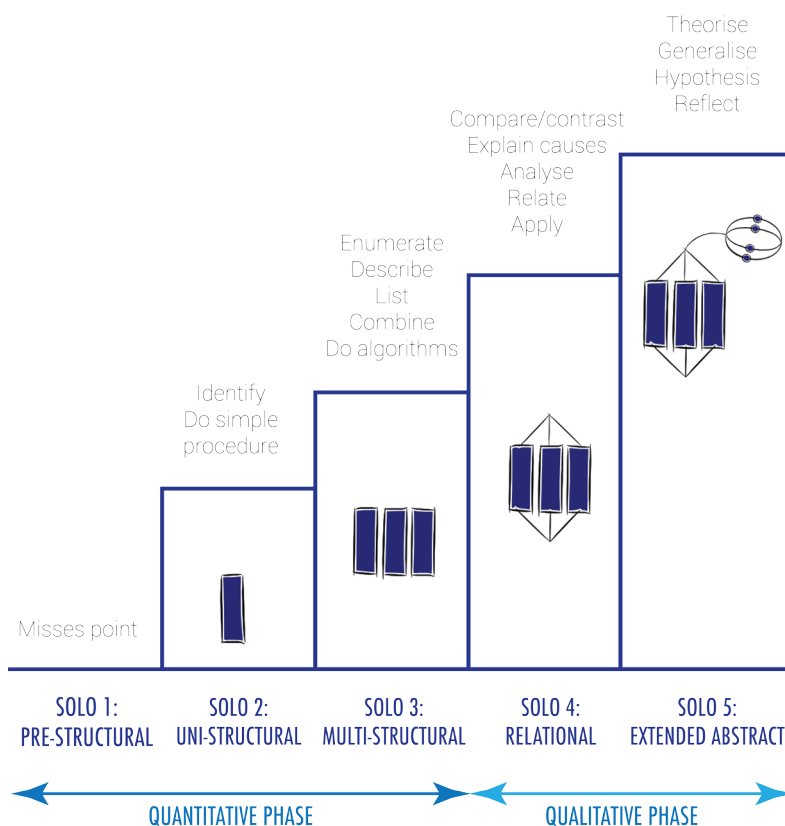 Misses point
Identify
Do simple
procedure
Enumerate
Describe
List
Combine
Do algorithms
Compare/contrast
Explain causes
Analyse
Relate
Apply
Theorise
Generalise
Hypothesis
Reflect
SOLO 1:
PRE-STRUCTURAL
SOLO 2:
UNI-STRUCTURAL
SOLO 3:
MULTI-STRUCTURAL
SOLO 4:
RELATIONAL
SOLO 5:
EXTENDED ABSTRACT
QUANTITATIVE PHASE
QUALITATIVE PHASE